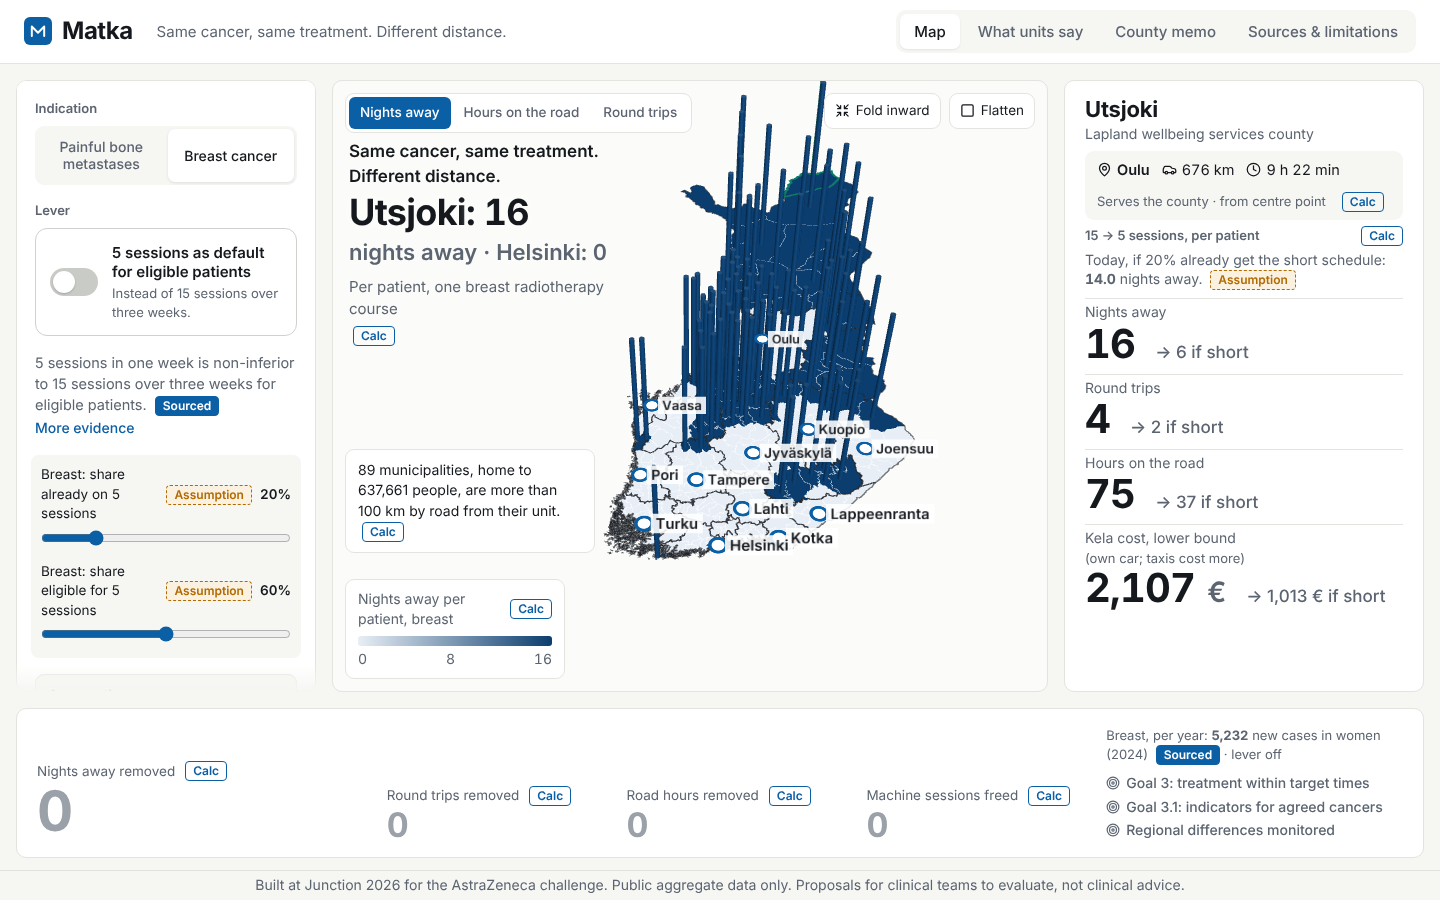 Matka
Same cancer, same treatment. Different distance.
Map
What units say
County memo
Sources & limitations
Indication
Painful bone
metastases
Breast cancer
Lever
5 sessions as default
for eligible patients
Instead of 15 sessions over
three weeks.
5 sessions in one week is non-inferior
to 15 sessions over three weeks for
eligible patients. Sourced
More evidence
Breast: share
already on 5
sessions
Assumption 20%
Breast: share
eligible for 5
sessions
Assumption 60%
Nights away
Hours on the road
Round trips
Fold inward
Flatten
Same cancer, same treatment.
Different distance.
Utsjoki: 16
nights away · Helsinki: 0
Per patient, one breast radiotherapy
course
Calc
89 municipalities, home to
637,661 people, are more than
100 km by road from their unit.
Calc
Nights away per
patient, breast
Calc
0 8 16
Oulu
Vaasa
Kuopio
Jyväskylä
Joensuu
Pori
Tampere
Lahti
Lappeenranta
Turku
Helsinki
Kotka
Utsjoki
Lapland wellbeing services county
Oulu 676 km 9 h 22 min
Serves the county · from centre point Calc
15 → 5 sessions, per patient Calc
Today, if 20% already get the short schedule:
14.0 nights away. Assumption
Nights away
16 → 6 if short
Round trips
4 → 2 if short
Hours on the road
75 → 37 if short
Kela cost, lower bound
(own car; taxis cost more)
2,107 € → 1,013 € if short
Nights away removed Calc
0
Round trips removed Calc
0
Road hours removed Calc
0
Machine sessions freed Calc
0
Breast, per year: 5,232 new cases in women
(2024) Sourced · lever off
Goal 3: treatment within target times
Goal 3.1: indicators for agreed cancers
Regional differences monitored
Built at Junction 2026 for the AstraZeneca challenge. Public aggregate data only. Proposals for clinical teams to evaluate, not clinical advice.